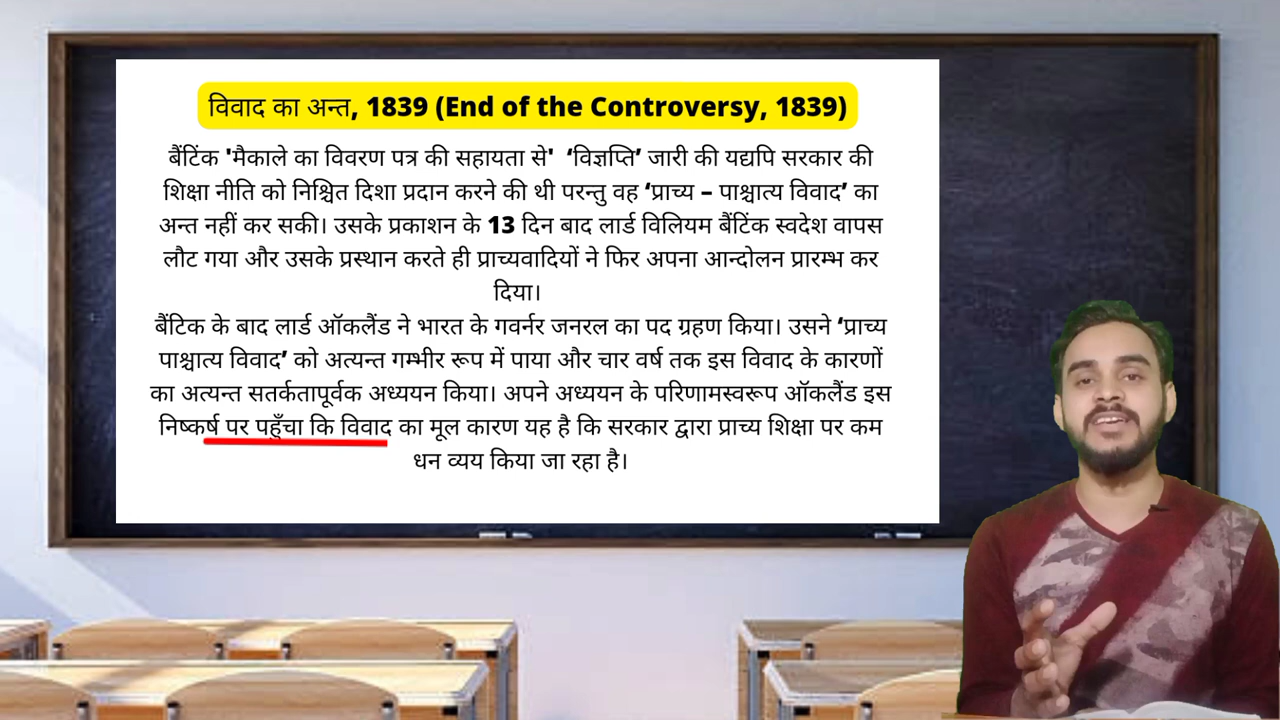 विवाद का अन्त, 1839 (End of the Controversy, 1839)
बैंटिंक 'मैकाले का विवरण पत्र की सहायता से' ‘विज्ञप्ति’ जारी की यद्यपि सरकार की
शिक्षा नीति को निश्चित दिशा प्रदान करने की थी परन्तु वह ‘प्राच्य – पाश्चात्य विवाद’ का
अन्त नहीं कर सकी। उसके प्रकाशन के 13 दिन बाद लार्ड विलियम बैंटिंक स्वदेश वापस
लौट गया और उसके प्रस्थान करते ही प्राच्यवादियों ने फिर अपना आन्दोलन प्रारम्भ कर
दिया।
बैंटिक के बाद लार्ड ऑकलैंड ने भारत के गवर्नर जनरल का पद ग्रहण किया। उसने ‘प्राच्य
पाश्चात्य विवाद’ को अत्यन्त गम्भीर रूप में पाया और चार वर्ष तक इस विवाद के कारणों
का अत्यन्त सतर्कतापूर्वक अध्ययन किया। अपने अध्ययन के परिणामस्वरूप ऑकलैंड इस
निष्कर्ष पर पहुँचा कि विवाद का मूल कारण यह है कि सरकार द्वारा प्राच्य शिक्षा पर कम
धन व्यय किया जा रहा है।